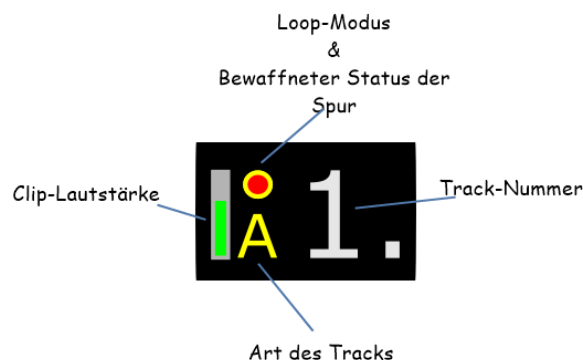 Loop-Modus
&
Bewaffneter Status der
Spur
Clip-Lautstärke
A 1.
Track-Nummer
Art des Tracks